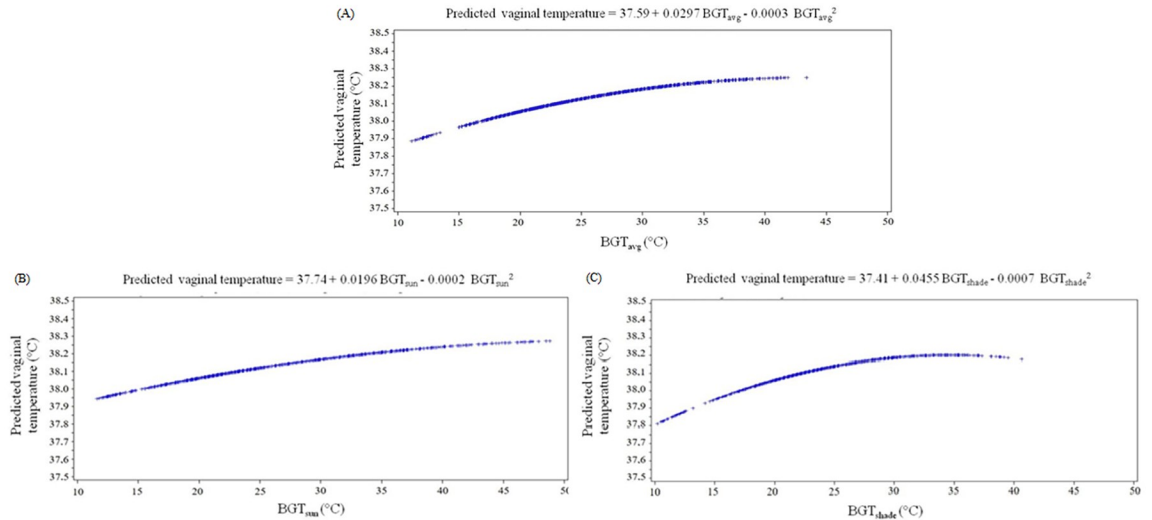 (A)
Predicted vaginal temperature = 37.59 + 0.0297 BGTavg - 0.0003 BGTavg²
38.5
38.4
38.3
38.2
38.1
38.0
37.9
37.8
37.7
37.6
37.5
Predicted vaginal
temperature (°C)
10 15 20 25 30 35 40 45 50
BGTavg (°C)
(B)
Predicted vaginal temperature = 37.74 + 0.0196 BGTsun - 0.0002 BGTsun²
38.5
38.4
38.3
38.2
38.1
38.0
37.9
37.8
37.7
37.6
37.5
Predicted vaginal
temperature (°C)
10 15 20 25 30 35 40 45 50
BGTsun (°C)
(C)
Predicted vaginal temperature = 37.41 + 0.0455 BGTshade - 0.0007 BGTshade²
38.5
38.4
38.3
38.2
38.1
38.0
37.9
37.8
37.7
37.6
37.5
Predicted vaginal
temperature (°C)
10 15 20 25 30 35 40 45 50
BGTshade (°C)